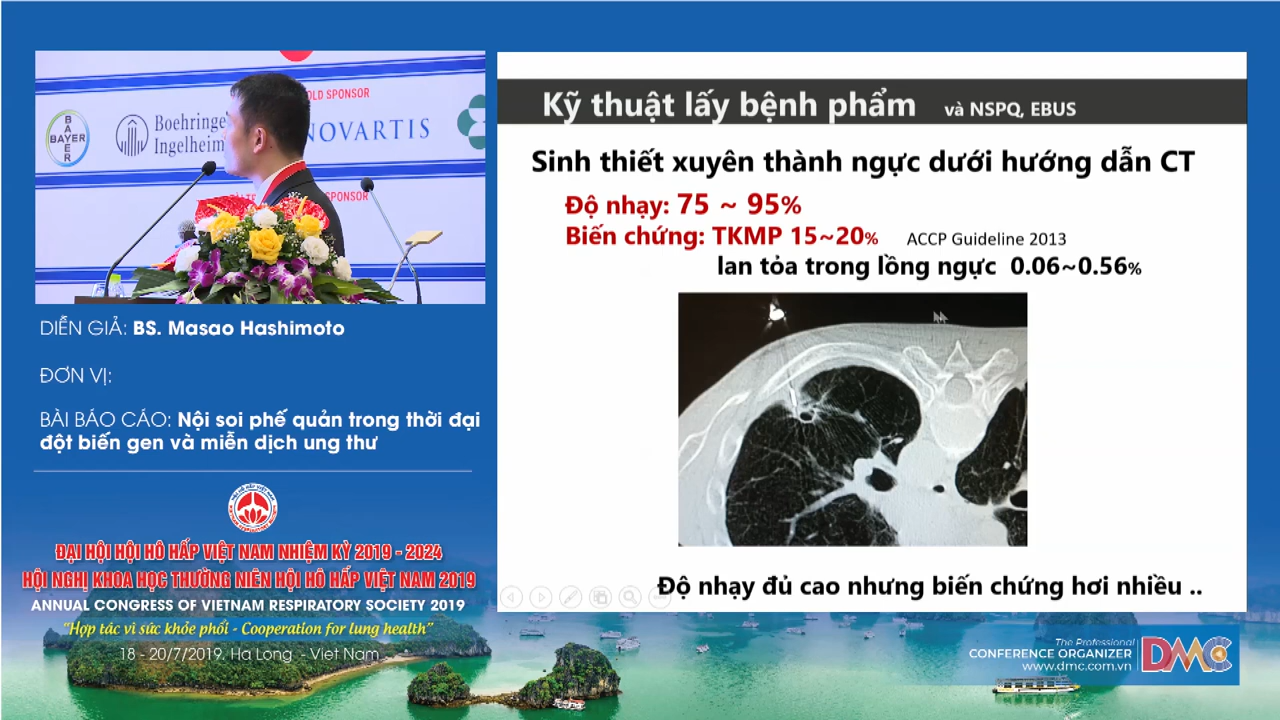 OLD SPONSOR
BAYER
BAYER
Boehringe
Ingelheim
NOVARTIS
SPONSOR
DIỄN GIẢ: BS. Masao Hashimoto
ĐƠN VỊ:
BÀI BÁO CÁO: Nội soi phế quản trong thời đại
đột biến gen và miễn dịch ung thư
ĐẠI HỘI HỘI HÔ HẤP VIỆT NAM NHIỆM KỲ 2019 - 2024
HỘI NGHỊ KHOA HỌC THƯỜNG NIÊN HỘI HÔ HẤP VIỆT NAM 2019
ANNUAL CONGRESS OF VIETNAM RESPIRATORY SOCIETY 2019
“Hợp tác vì sức khỏe phổi - Cooperation for lung health”
18 - 20/7/2019. Ha Long - Viet Nam
Kỹ thuật lấy bệnh phẩm và NSPQ, EBUS
Sinh thiết xuyên thành ngực dưới hướng dẫn CT
Độ nhạy: 75 ~ 95%
Biến chứng: TKMP 15~20% ACCP Guideline 2013
lan tỏa trong lồng ngực 0.06~0.56%
Độ nhạy đủ cao nhưng biến chứng hơi nhiều ..
The Professional
CONFERENCE ORGANIZER
www.dmc.com.vn
DMC